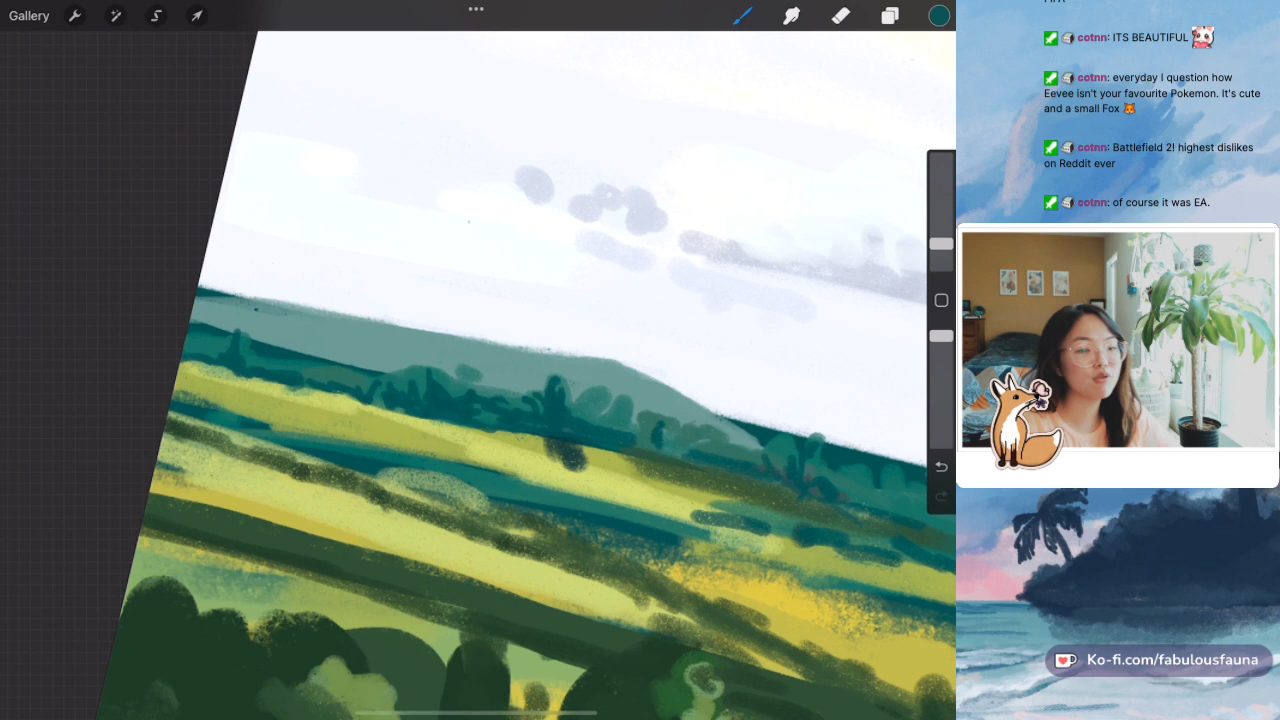 Gallery
cotnn: ITS BEAUTIFUL
cotnn: everyday I question how
Eevee isn't your favourite Pokemon. It's cute
and a small Fox
cotnn: Battlefield 2! highest dislikes
on Reddit ever
cotnn: of course it was EA.
Ko-fi.com/fabulousfauna